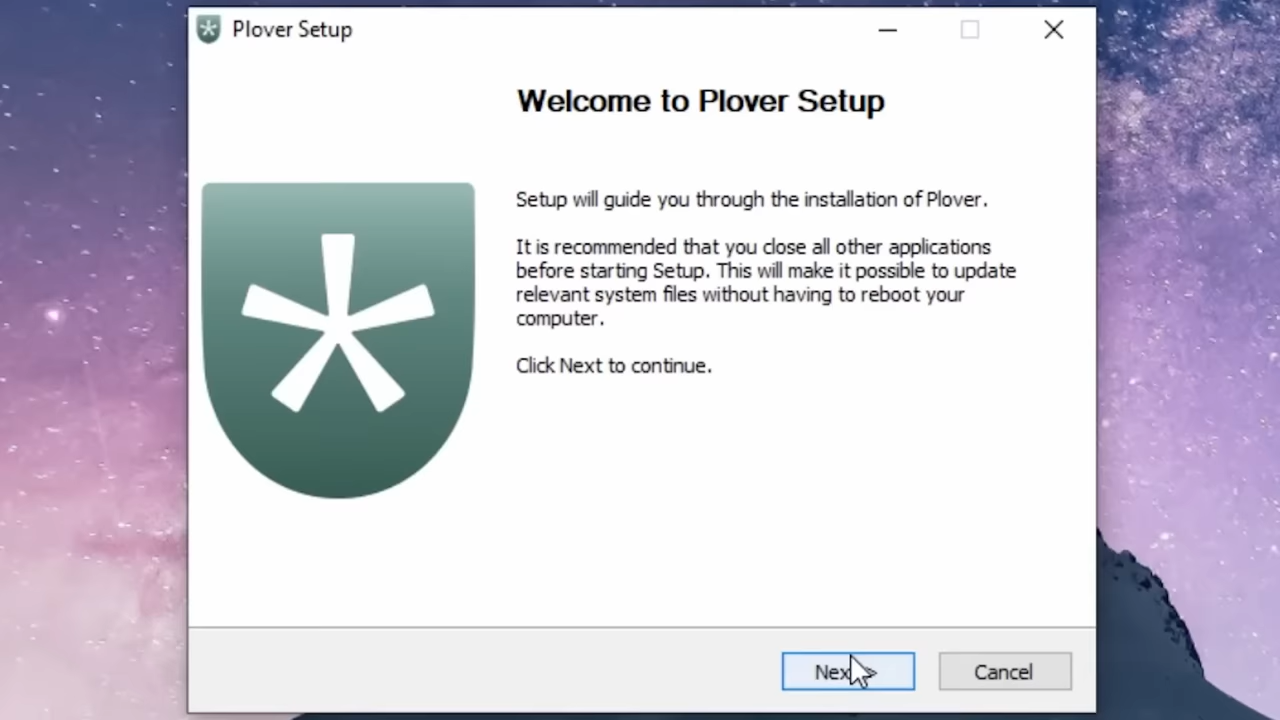 Plover Setup
Welcome to Plover Setup
Setup will guide you through the installation of Plover.
It is recommended that you close all other applications
before starting Setup. This will make it possible to update
relevant system files without having to reboot your
computer.
Click Next to continue.
Next >
Cancel